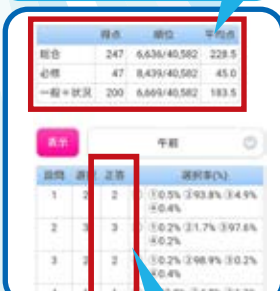 得点 順位 平均点
総合 247 6,636/40,582 228.5
必修 47 8,439/40,582 45.0
一般+状況 200 6,669/40,582 183.5
表示 午前
設問 選択 正答 選択率(%)
1 2 2 ①0.5% ②93.8% ③4.9%
④0.4%
2 3 3 ①0.2% ②1.7% ③97.6%
④0.2%
3 2 2 ①0.2% ②98.9% ③0.2%
④0.4%